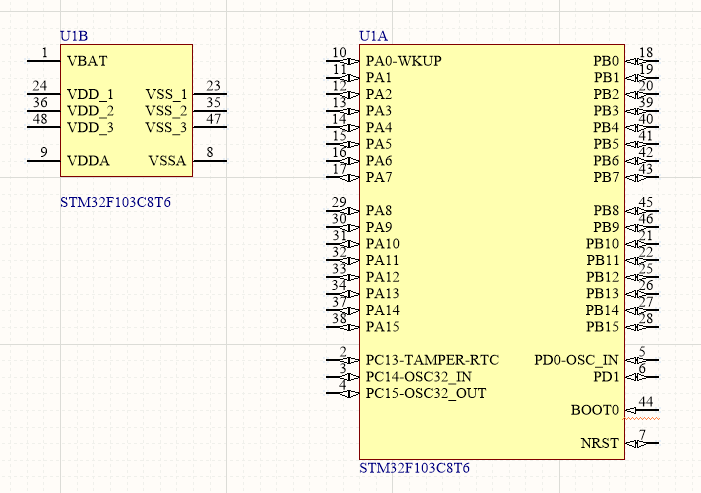 U1B
1 VBAT
24 VDD_1 VSS_1 23
36 VDD_2 VSS_2 35
48 VDD_3 VSS_3 47
9 VDDA VSSA 8
STM32F103C8T6
U1A
10 PA0-WKUP PB0 18
11 PA1 PB1 19
12 PA2 PB2 20
13 PA3 PB3 39
14 PA4 PB4 40
15 PA5 PB5 41
16 PA6 PB6 42
17 PA7 PB7 43
29 PA8 PB8 45
30 PA9 PB9 46
31 PA10 PB10 21
32 PA11 PB11 22
33 PA12 PB12 25
34 PA13 PB13 26
37 PA14 PB14 27
38 PA15 PB15 28
2 PC13-TAMPER-RTC PD0-OSC_IN 5
3 PC14-OSC32_IN PD1 6
4 PC15-OSC32_OUT
BOOT0 44
NRST 7
STM32F103C8T6